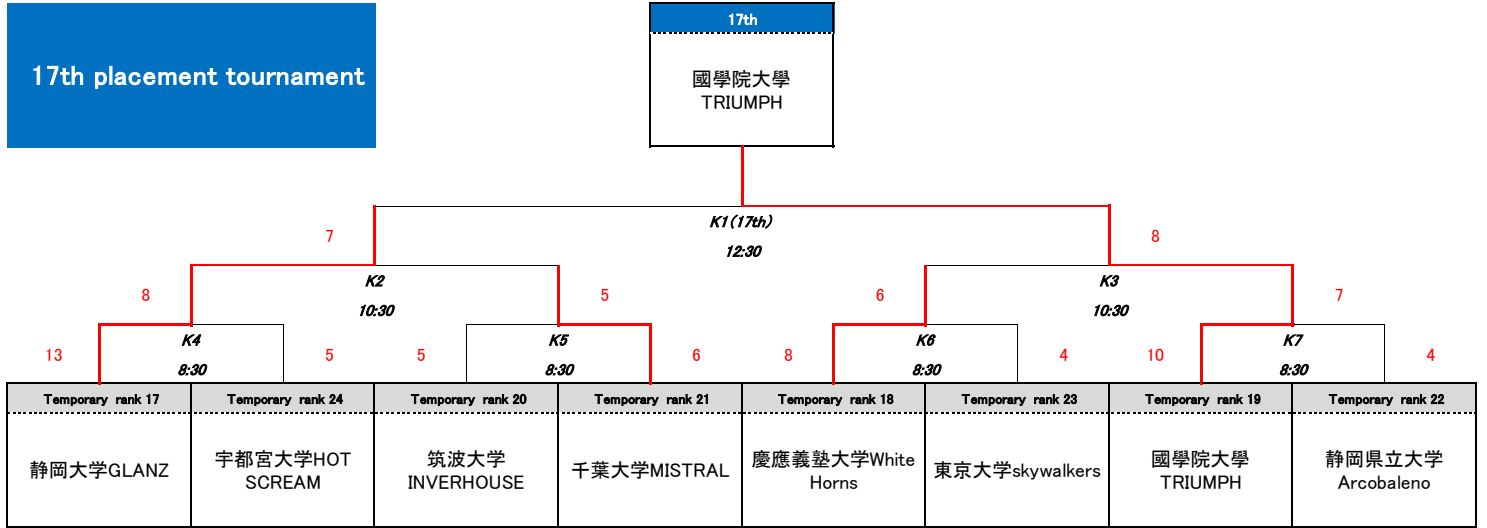 17th
17th placement tournament
國學院大學
TRIUMPH
K1(17th)
7
8
12:30
K2
K3
8
5
6
7
10:30
10:30
K4
K5
K6
K7
13
5
5
6
8
4
10
4
8:30
8:30
8:30
8:30
Temporary rank 17
Temporary rank 24
Temporary rank 20
Temporary rank 21
Temporary rank 18
Temporary rank 23
Temporary rank 19
Temporary rank 22
静岡大学GLANZ
宇都宮大学HOT
SCREAM
筑波大学
INVERHOUSE
千葉大学MISTRAL
慶應義塾大学White
Horns
東京大学skywalkers
國學院大學
TRIUMPH
静岡県立大学
Arcobaleno